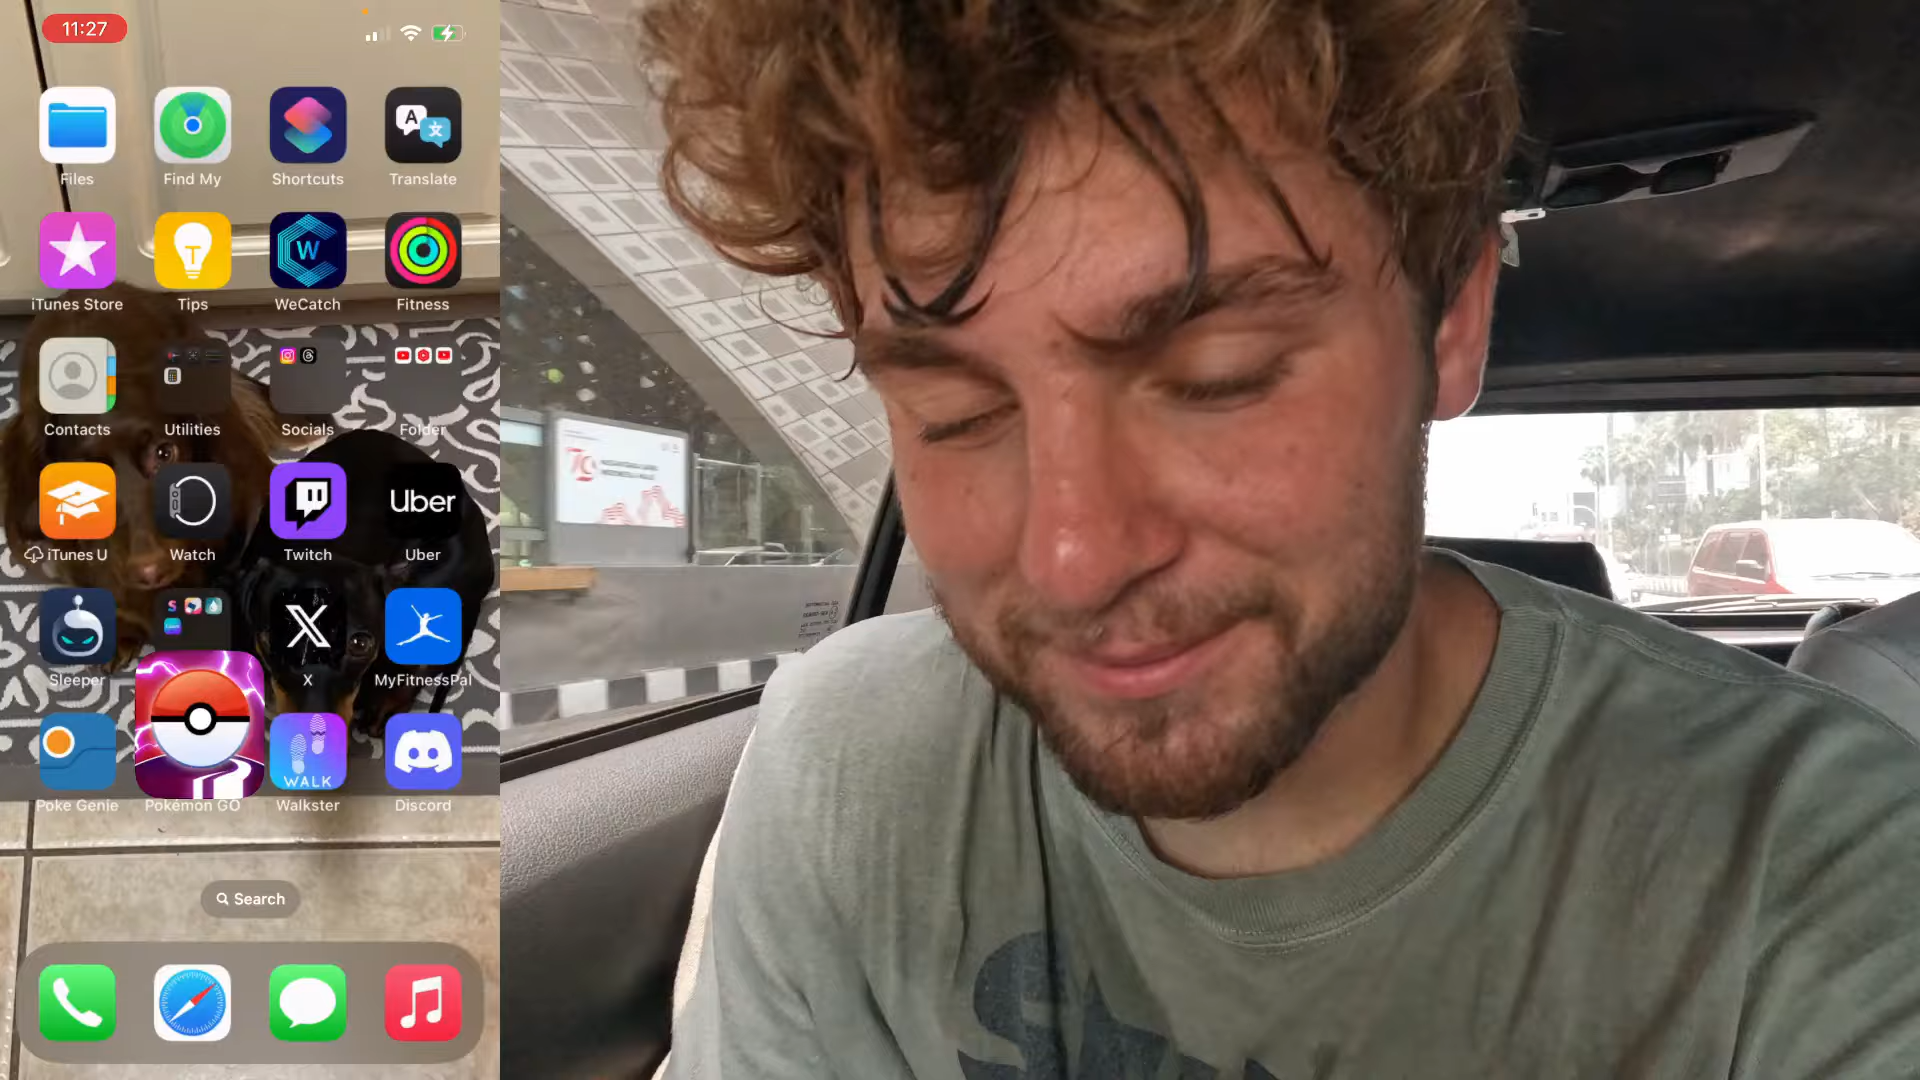 11:27
Files
Find My
Shortcuts
A
Translate
iTunes Store
T
Tips
W
WeCatch
Fitness
Contacts
Utilities
Socials
Folder
iTunes U
Watch
Twitch
Uber
Uber
Sleeper
X
MyFitnessPal
Poke Genie
Pokémon GO
WALK
Walkster
Discord
Search